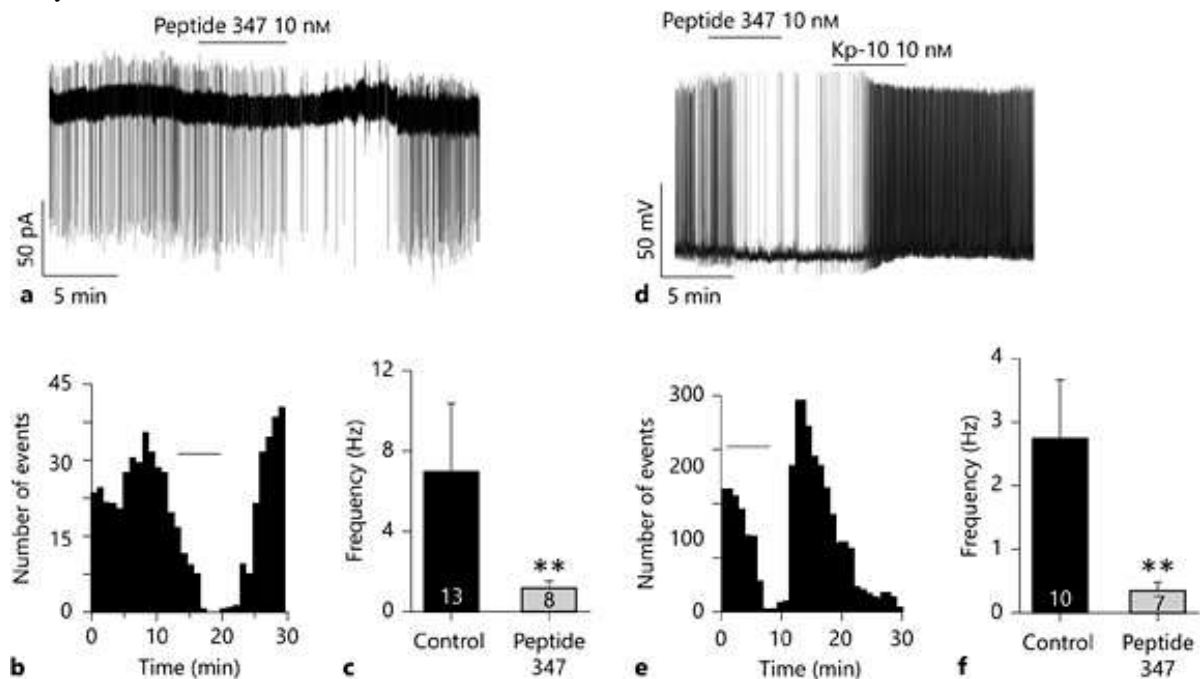 Peptide 347 10 nM
50 pA
5 min
a
Peptide 347 10 nM
Kp-10 10 nM
50 mV
5 min
d
45
30
15
0
Number of events
0 10 20 30
Time (min)
b
12
8
4
0
Frequency (Hz)
13
**
8
Control Peptide
347
c
300
200
100
0
Number of events
0 10 20 30
Time (min)
e
4
3
2
1
0
Frequency (Hz)
10
**
7
Control Peptide
347
f